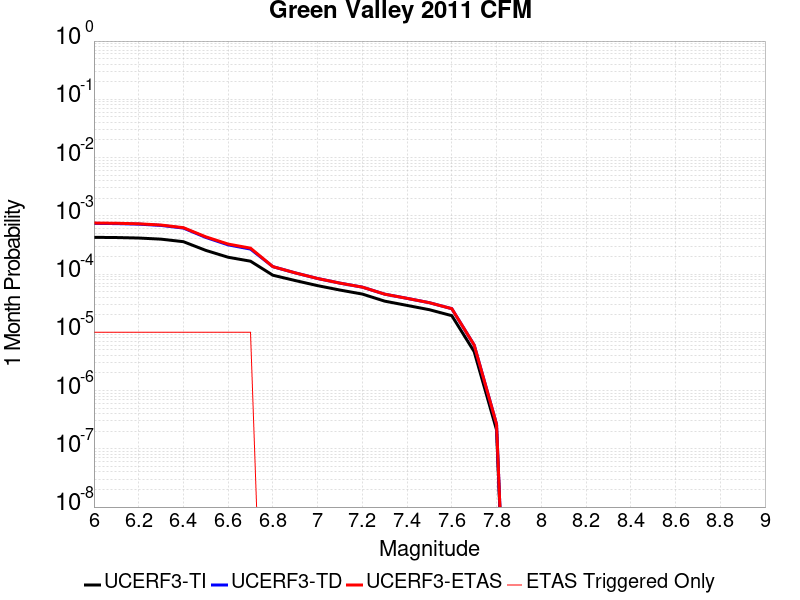 Green Valley 2011 CFM
10 0
10 -1
10 -2
10 -3
10 -4
10 -5
10 -6
10 -7
10 -8
1 Month Probability
6 6.2 6.4 6.6 6.8 7 7.2 7.4 7.6 7.8 8 8.2 8.4 8.6 8.8 9
Magnitude
UCERF3-TI UCERF3-TD UCERF3-ETAS ETAS Triggered Only